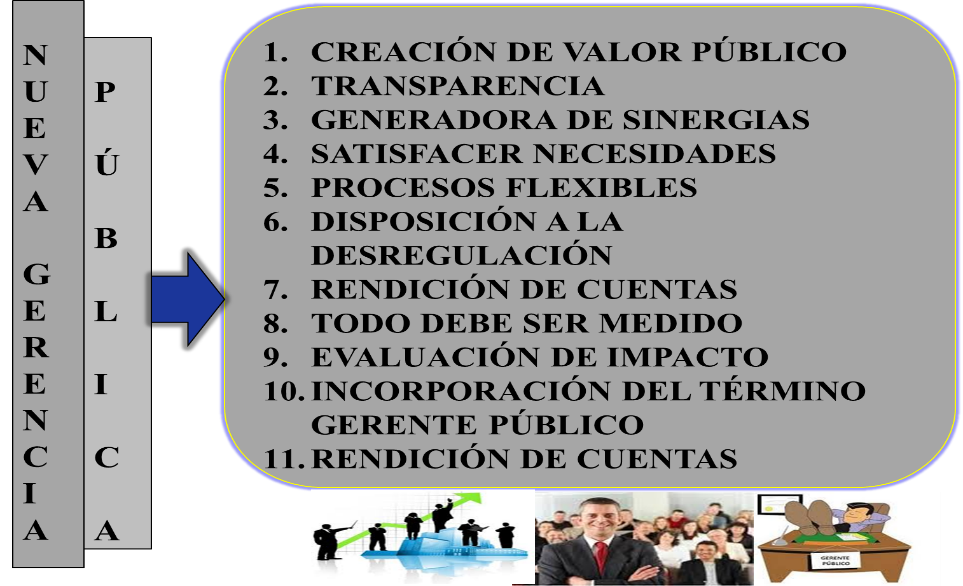 NUEVA GERENCIA
PÚBLICA
1. CREACIÓN DE VALOR PÚBLICO
2. TRANSPARENCIA
3. GENERADORA DE SINERGIAS
4. SATISFACER NECESIDADES
5. PROCESOS FLEXIBLES
6. DISPOSICIÓN A LA
DESREGULACIÓN
7. RENDICIÓN DE CUENTAS
8. TODO DEBE SER MEDIDO
9. EVALUACIÓN DE IMPACTO
10. INCORPORACIÓN DEL TÉRMINO
GERENTE PÚBLICO
11. RENDICIÓN DE CUENTAS
GERENTE
PÚBLICO